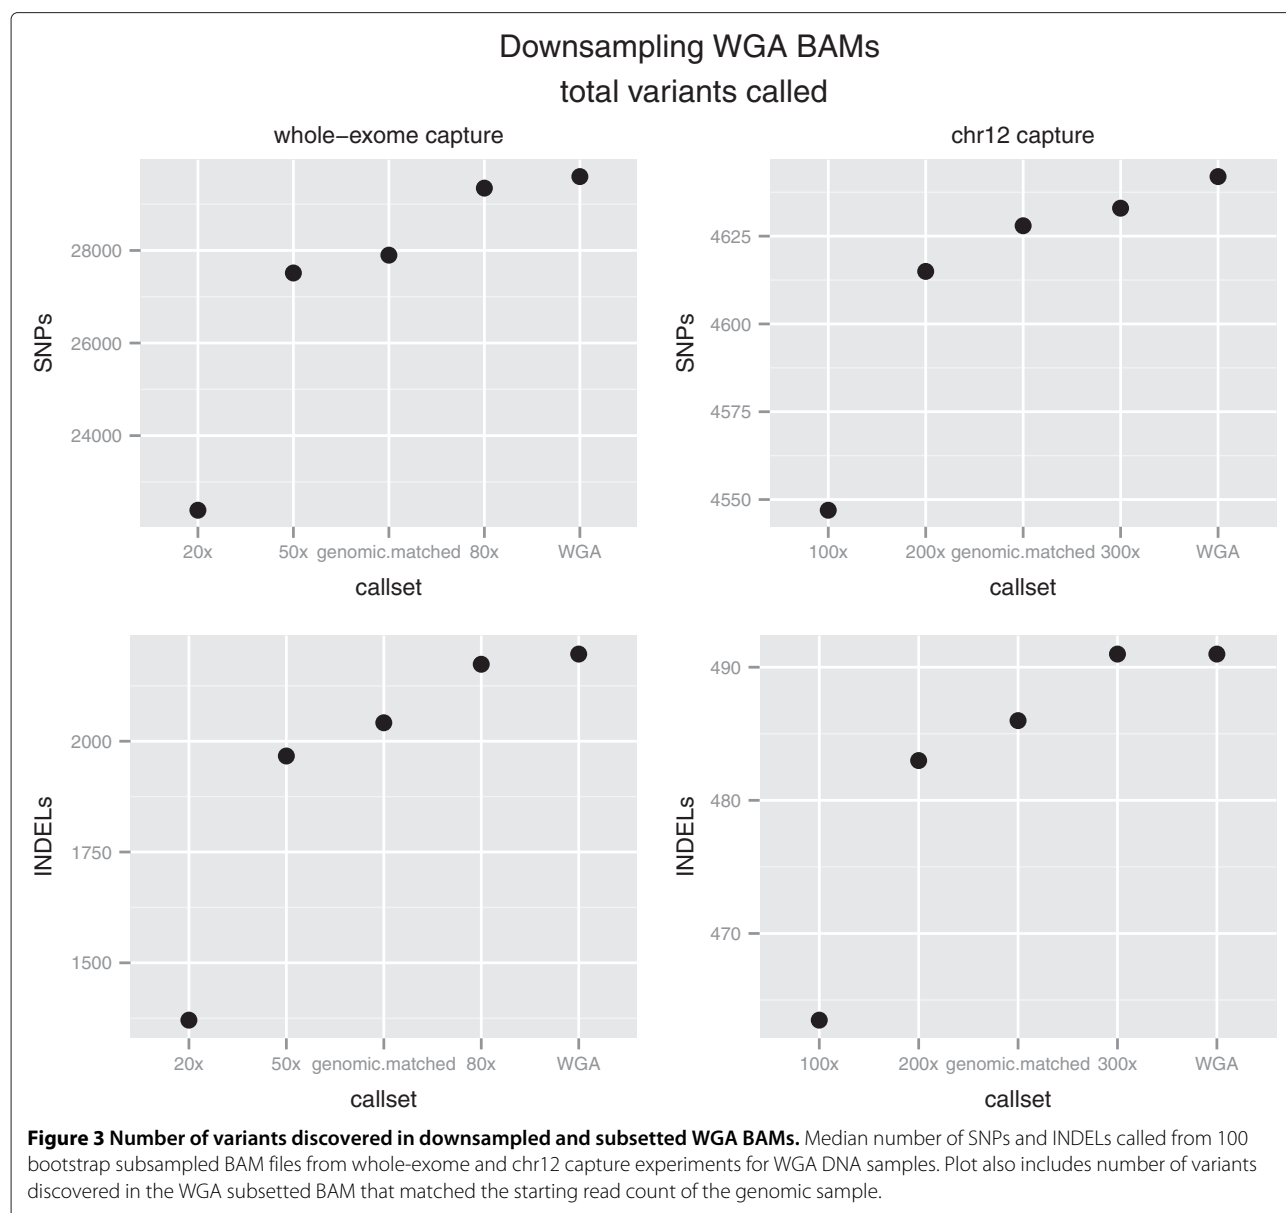 Downsampling WGA BAMs
total variants called
whole−exome capture
28000
26000
24000
SNPs
20x 50x genomic.matched 80x WGA
callset
chr12 capture
4625
4600
4575
4550
SNPs
100x 200x genomic.matched 300x WGA
callset
2000
1750
1500
INDELs
20x 50x genomic.matched 80x WGA
callset
490
480
470
INDELs
100x 200x genomic.matched 300x WGA
callset
Figure 3 Number of variants discovered in downsampled and subsetted WGA BAMs. Median number of SNPs and INDELs called from 100
bootstrap subsampled BAM files from whole-exome and chr12 capture experiments for WGA DNA samples. Plot also includes number of variants
discovered in the WGA subsetted BAM that matched the starting read count of the genomic sample.